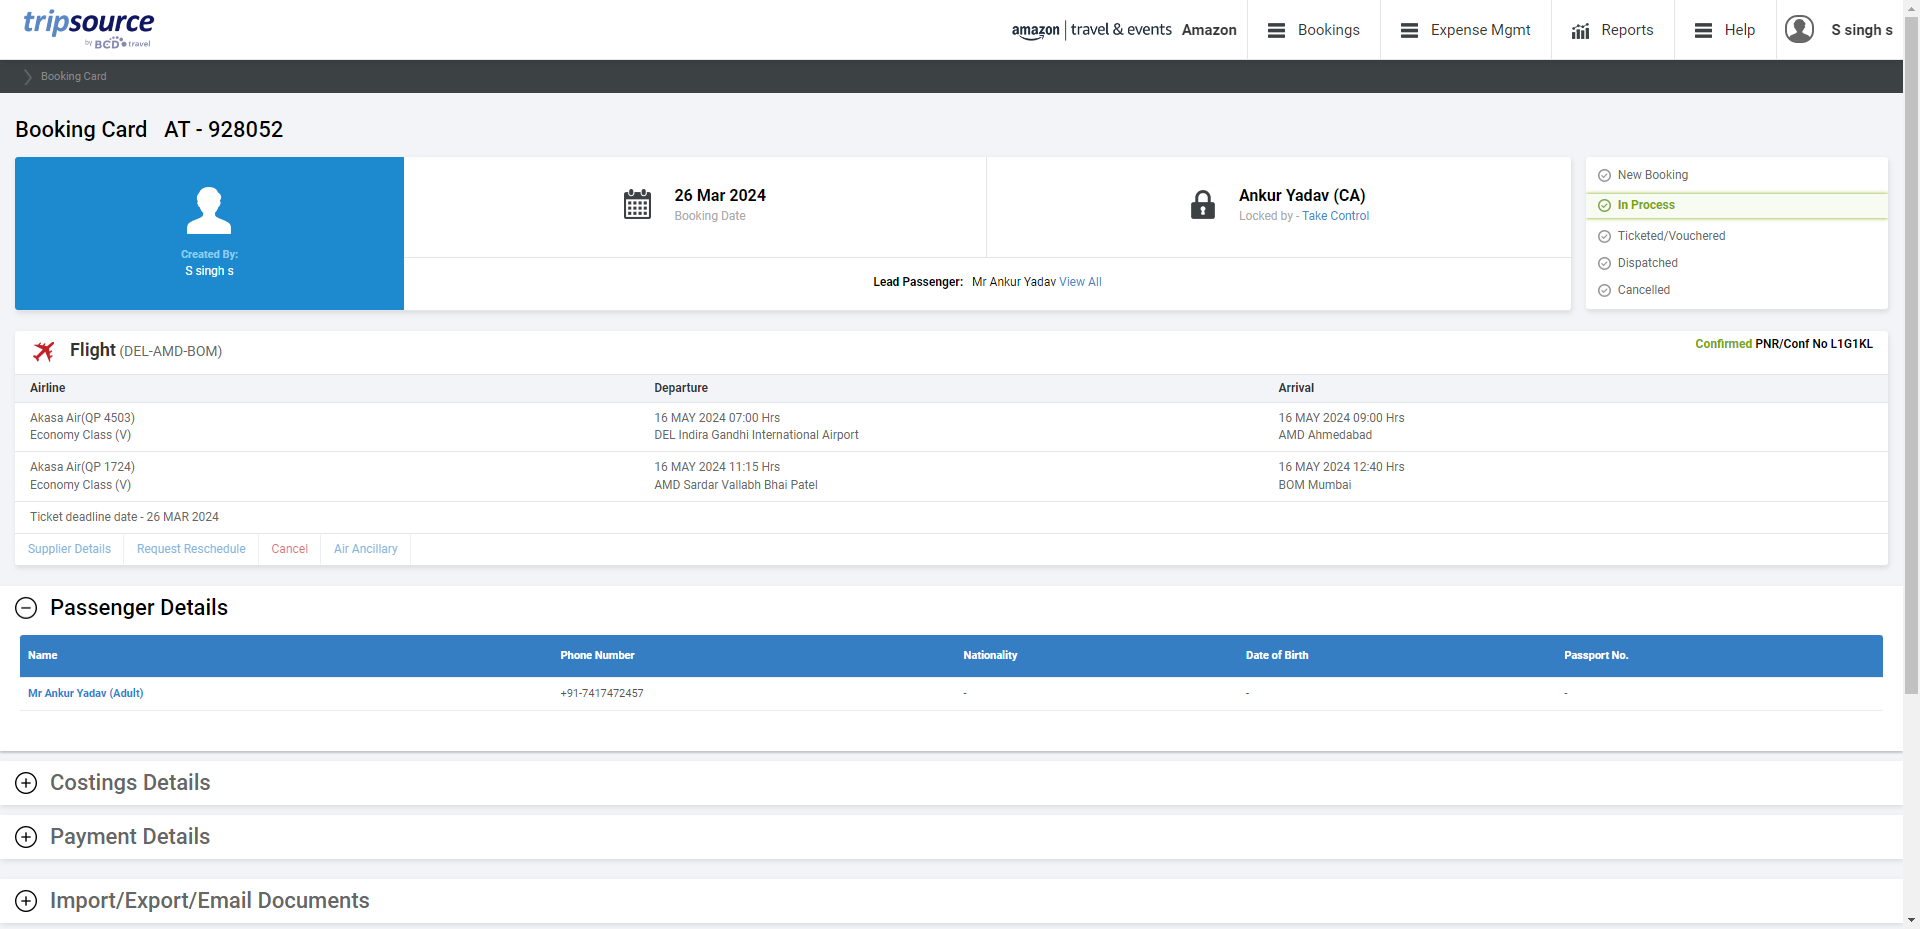 tripsource
by BCD travel
amazon | travel & events Amazon
Bookings
Expense Mgmt
Reports
Help
S singh s
Booking Card
Booking Card AT - 928052
Created By:
S singh s
26 Mar 2024
Booking Date
Ankur Yadav (CA)
Locked by - Take Control
Lead Passenger: Mr Ankur Yadav View All
New Booking
In Process
Ticketed/Vouchered
Dispatched
Cancelled
Flight (DEL-AMD-BOM)
Confirmed PNR/Conf No L1G1KL
Airline Departure Arrival
Akasa Air(QP 4503) 16 MAY 2024 07:00 Hrs 16 MAY 2024 09:00 Hrs
Economy Class (V) DEL Indira Gandhi International Airport AMD Ahmedabad
Akasa Air(QP 1724) 16 MAY 2024 11:15 Hrs 16 MAY 2024 12:40 Hrs
Economy Class (V) AMD Sardar Vallabh Bhai Patel BOM Mumbai
Ticket deadline date - 26 MAR 2024
Supplier Details Request Reschedule Cancel Air Ancillary
Passenger Details
Name Phone Number Nationality Date of Birth Passport No.
Mr Ankur Yadav (Adult) +91-7417472457 - - -
Costings Details
Payment Details
Import/Export/Email Documents